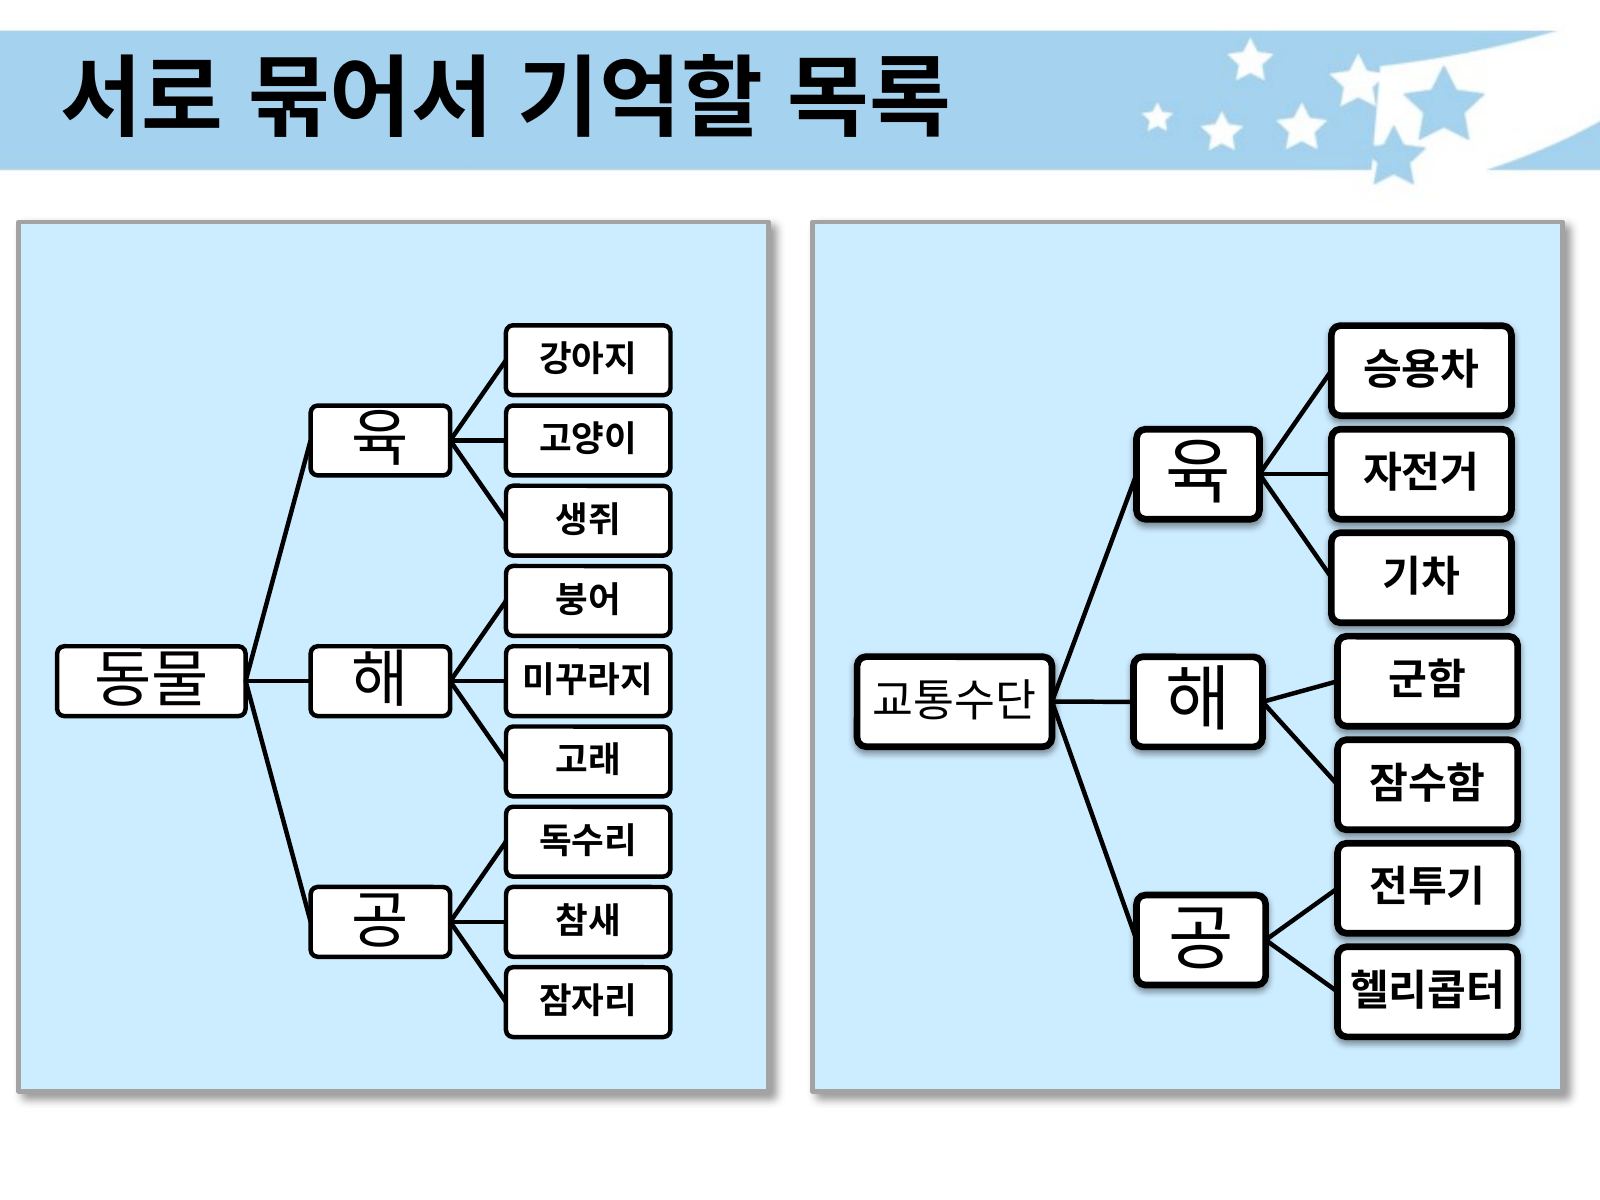 서로 묶어서 기억할 목록
동물
육
강아지
고양이
생쥐
해
붕어
미꾸라지
고래
공
독수리
참새
잠자리
교통수단
육
승용차
자전거
기차
해
군함
잠수함
공
전투기
헬리콥터